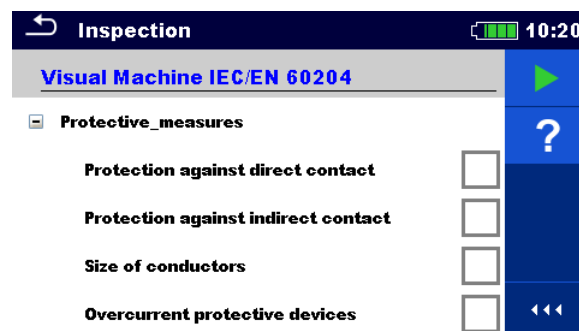 Inspection 10:20
Visual Machine IEC/EN 60204
Protective_measures
?
Protection against direct contact
Protection against indirect contact
Size of conductors
Overcurrent protective devices